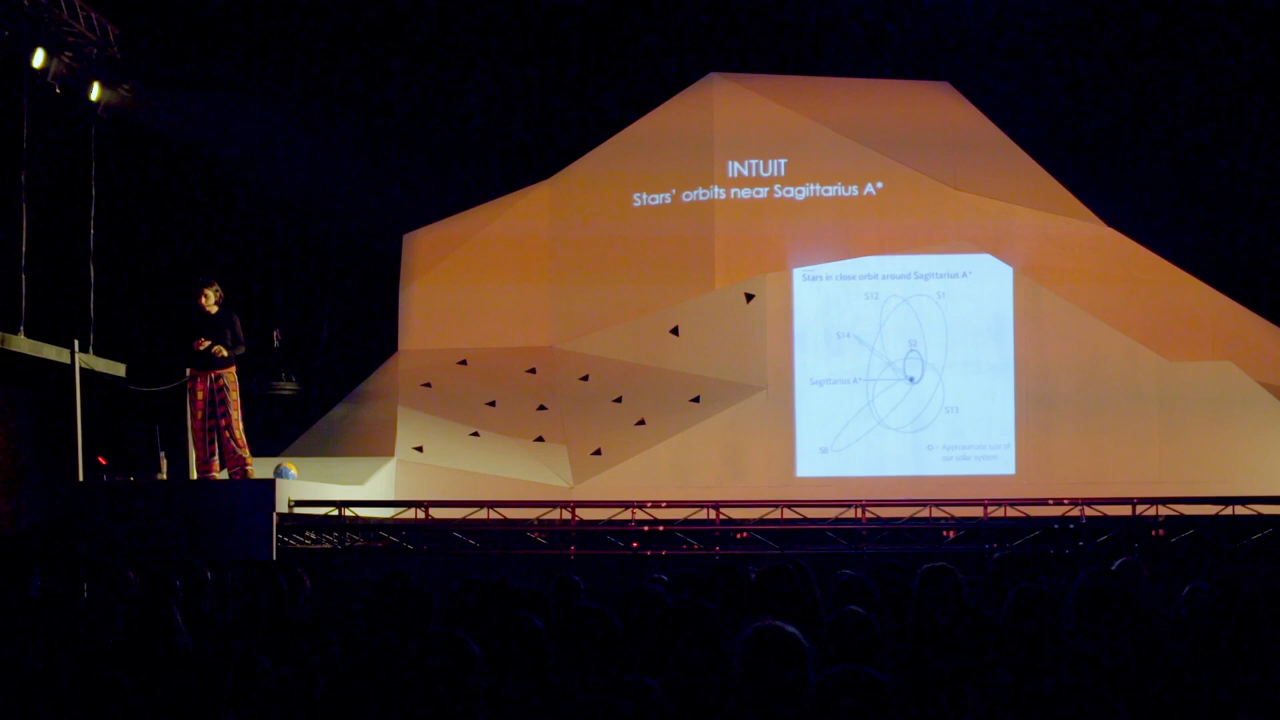 INTUIT
Stars' orbits near Sagittarius A*
Stars in close orbit around Sagittarius A*
S12
S1
S14
S2
Sagittarius A*
S13
S8
= Approximate size of
our solar system